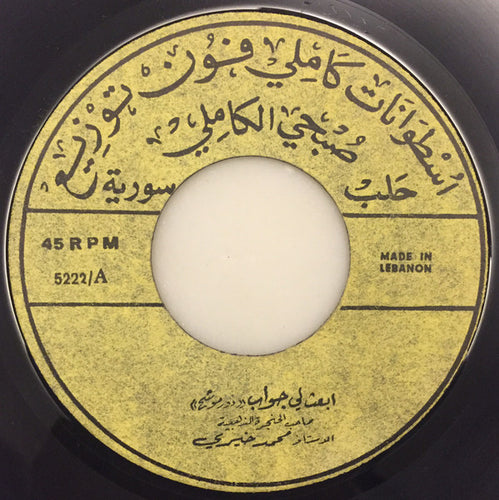 اسطوانات كاملي فون توزيع
صبحي الكاملي
حلب سورية
45 RPM
5222/A
MADE IN
LEBANON
ابعث لي جواب ((دور موشح))
صاحب الحنجرة الذهبية
الاستاذ محمد خيري